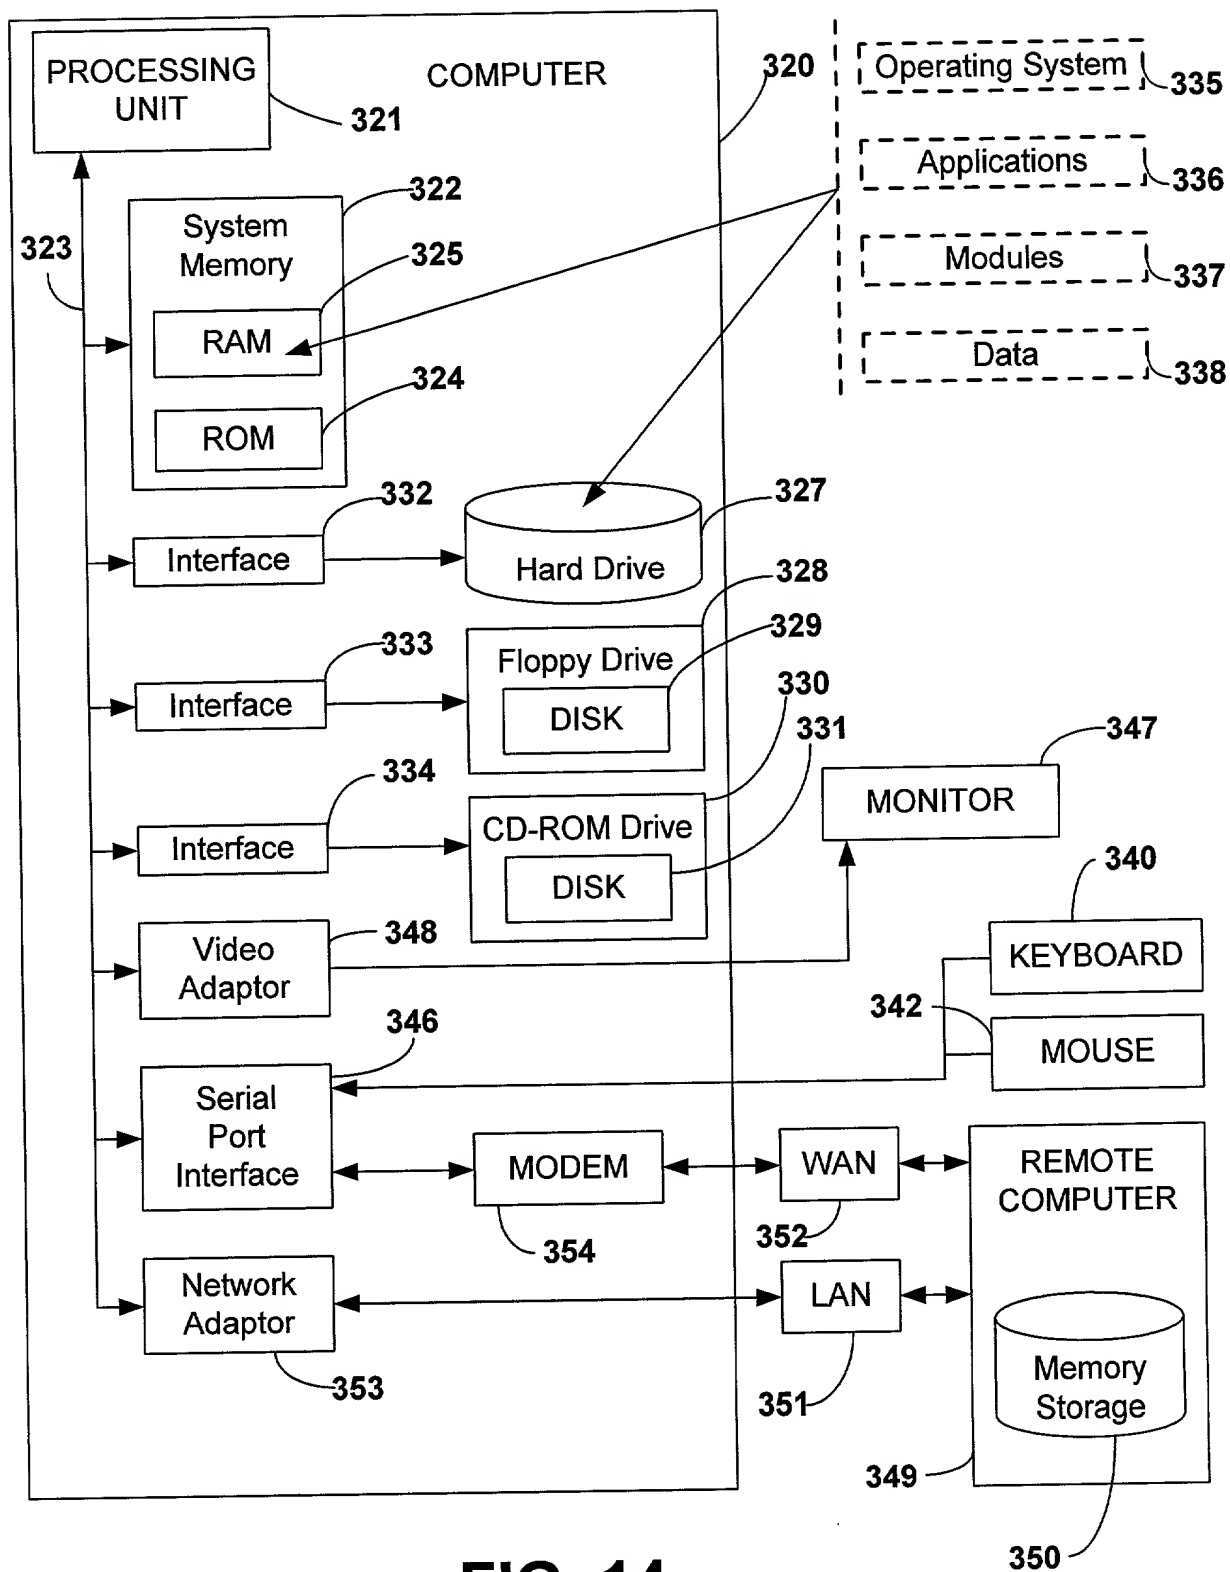 PROCESSING
UNIT
321
COMPUTER
320
Operating System
335
Applications
336
Modules
337
Data
338
322
323
System
Memory
325
RAM
324
ROM
332
Interface
327
Hard Drive
328
333
Interface
329
Floppy Drive
DISK
330
331
334
Interface
CD-ROM Drive
DISK
347
MONITOR
348
Video
Adaptor
340
KEYBOARD
342
MOUSE
346
Serial
Port
Interface
MODEM
354
WAN
352
REMOTE
COMPUTER
Network
Adaptor
353
LAN
351
Memory
Storage
349
350
FIG. 14